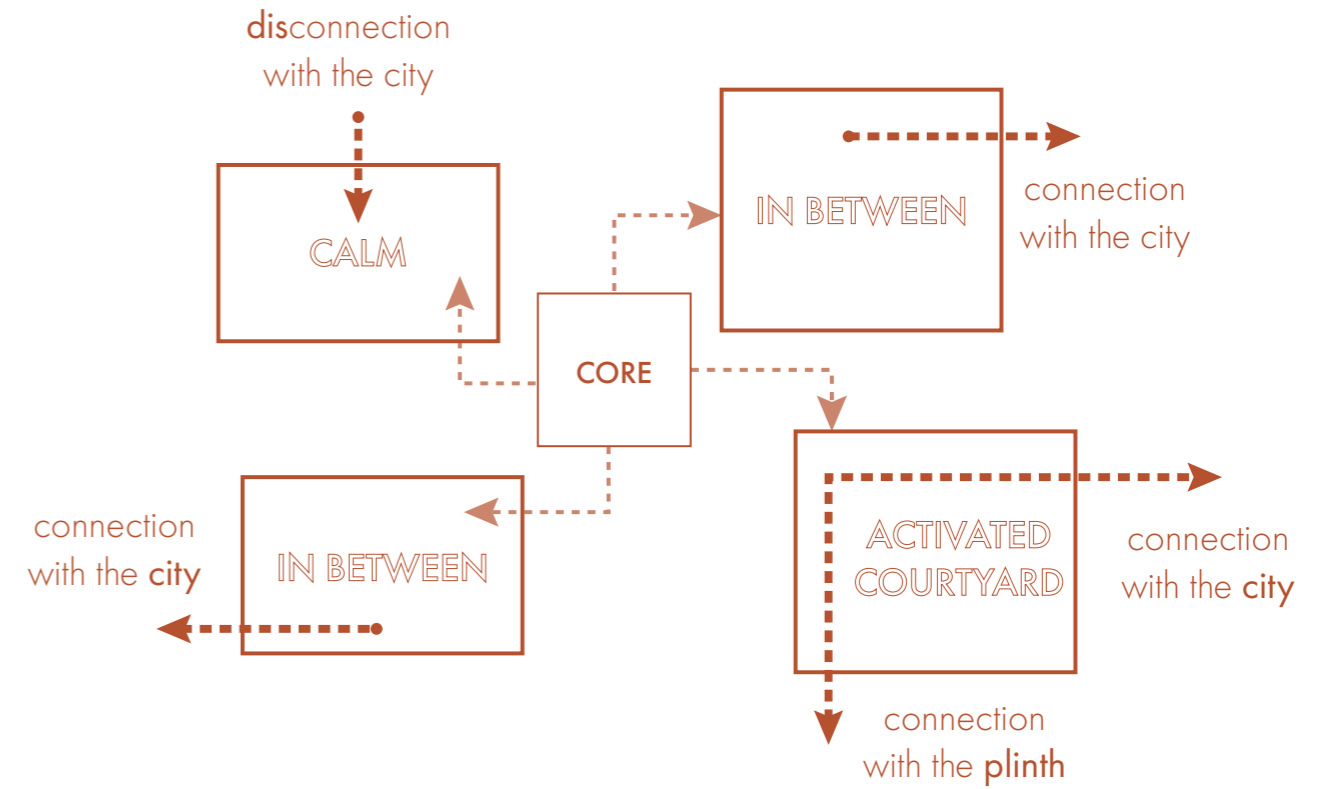 disconnection
with the city
CALM
IN BETWEEN
connection
with the city
CORE
connection
with the city
IN BETWEEN
ACTIVATED
COURTYARD
connection
with the city
connection
with the plinth